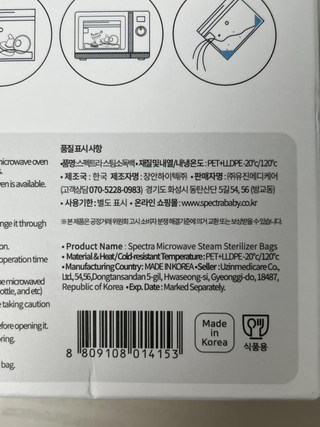 품질 표시 사항
•품명:스펙트라 스팀소독백 • 재질 및 내열/내냉온도 : PET+LLDPE-20℃/120℃
• 제조국 : 한국 제조자명 : 장안하이텍㈜ • 판매자명 : ㈜유진메디케어
(고객상담 070-5228-0983) 경기도 화성시 동탄산단 5길 54, 56 (방교동)
• 사용기한 : 별도 표시 • 온라인 쇼핑몰 : www.spectrababy.co.kr
※ 본 제품은 공정거래 위원회 고시 소비자 분쟁 해결기준에 의거 교환 또는 보상받을 수 있습니다.
• Product Name : Spectra Microwave Steam Sterilizer Bags
• Material & Heat / Cold-resistant Temperature : PET+LLDPE-20℃/120℃
• Manufacturing Country : MADE IN KOREA • Seller : Uzinmedicare Co.,
Ltd, 54,56,Dongtansandan 5-gil, Hwaseong-si, Gyeonggi-do, 18487,
Republic of Korea • Exp. Date : Marked Separately.
microwave oven
en is available.
nge it through
on.
operation time
he microwaved
ottle, and etc)
e taking caution
efore opening it.
ring.
bag.
8 809108 014153
Made in
Korea
식품용